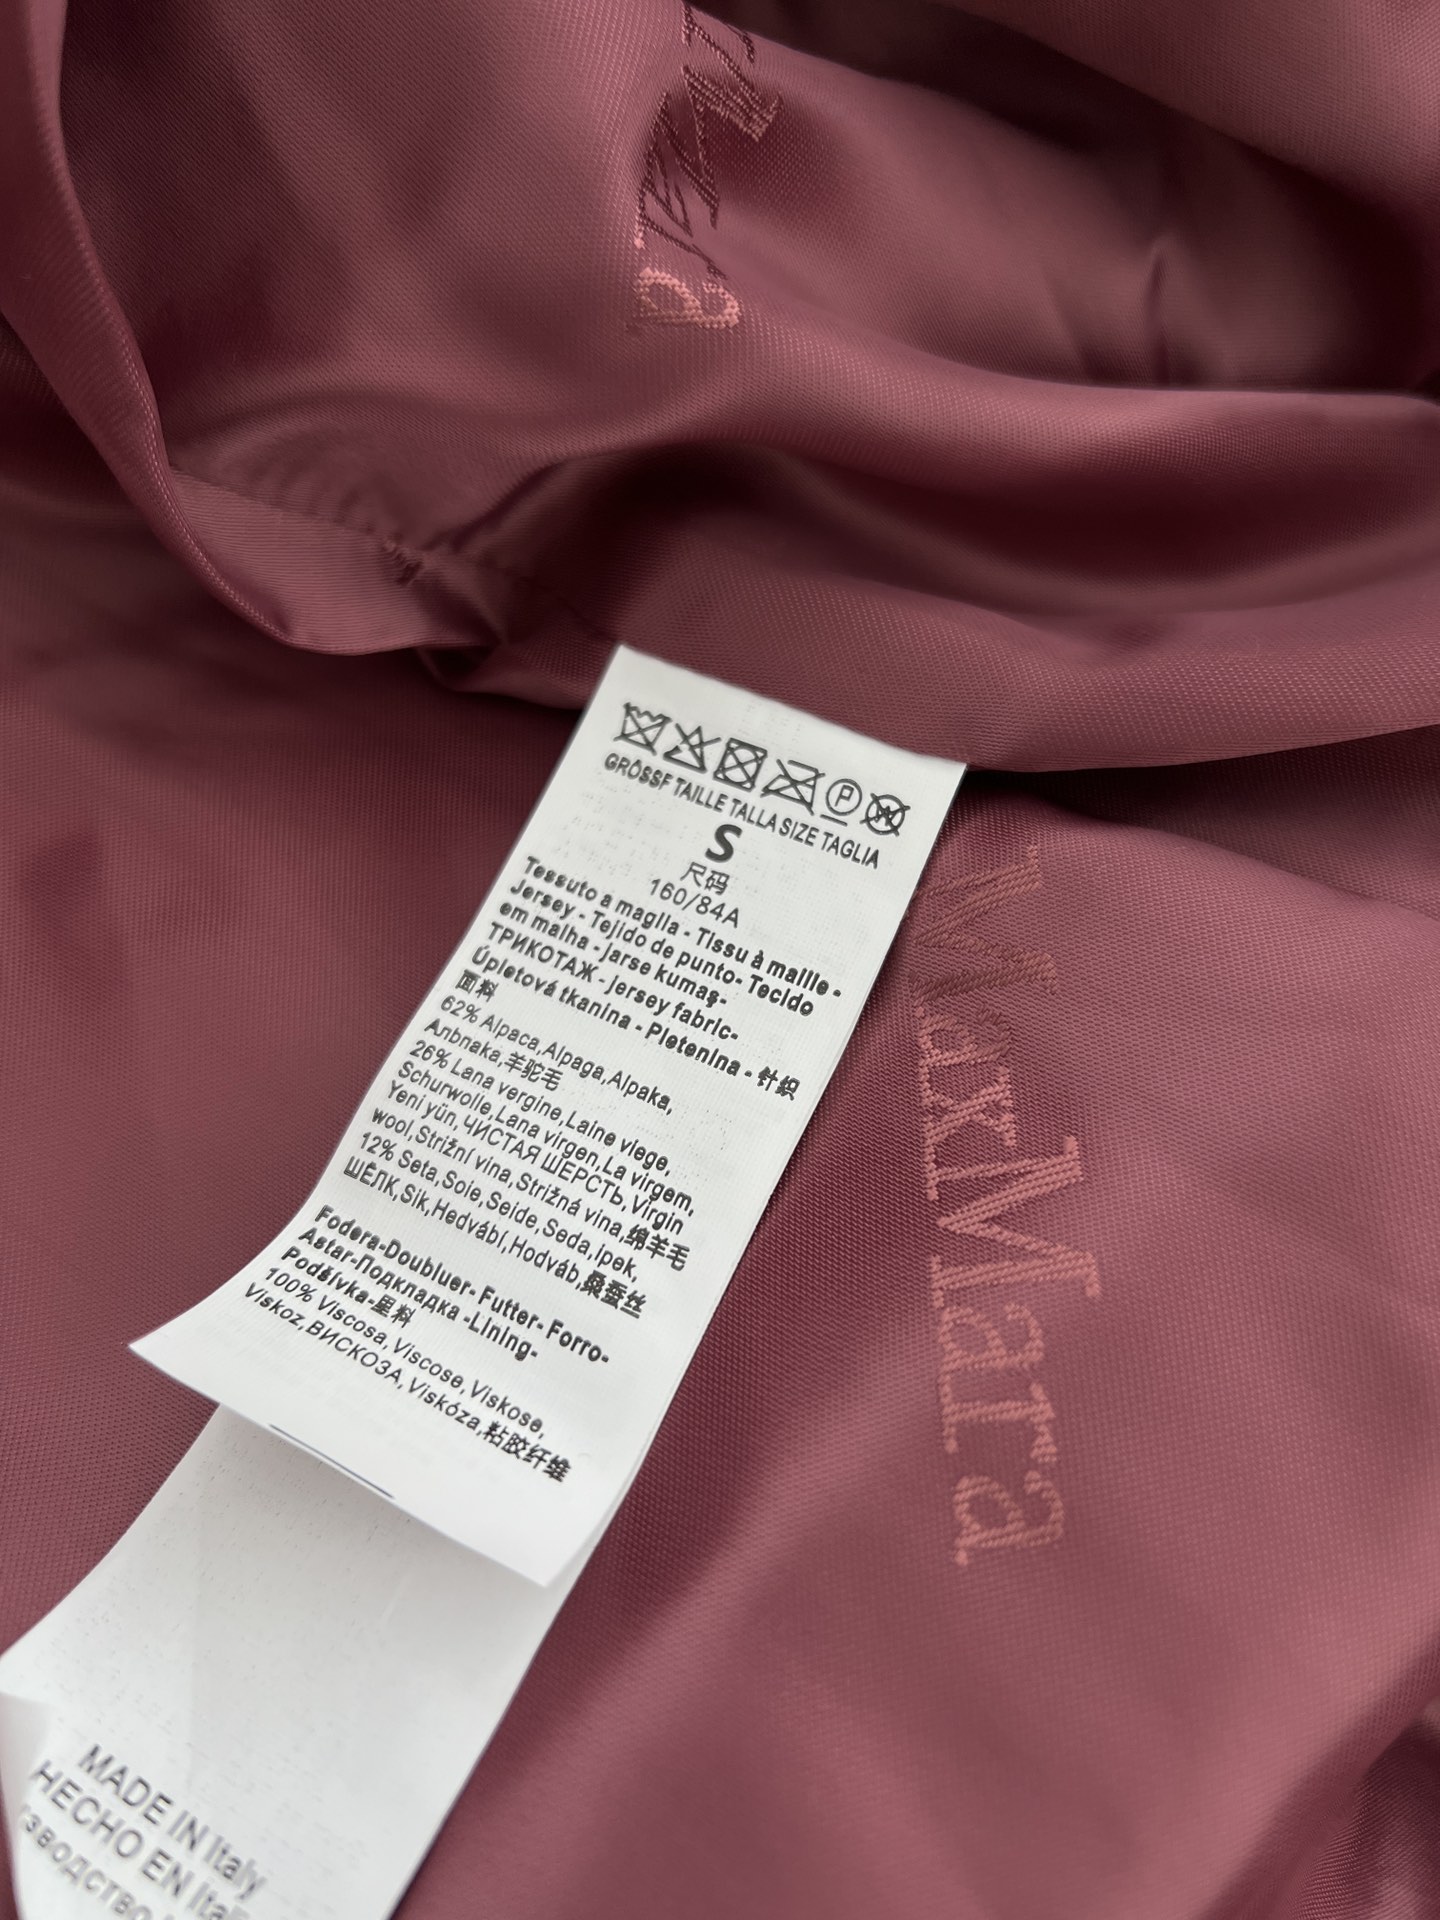 MaxMara
P
W
GRÖSSF TAILLE TALLA SIZE TAGLIA
S
尺码
160/84A
Tessuto a maglia - Tissu à maille -
Jersey - Tejido de punto- Tecido
em malha - jarse kumaş-
ТРИКОТАЖ - jersey fabric-
Úpletová tkanina - Pletenina - 针织
面料
62% Alpaca,Alpaga,Alpaka,
Албпака,羊驼毛
26% Lana vergine,Laine viege,
Schurwolle,Lana virgen,La virgem,
Yeni yün,ЧИСТАЯ ШЕРСТЬ,Virgin
wool,Strižní vina,Strižná vina,绵羊毛
12% Seta,Soie,Seide,Seda,ipek,
ШЁЛК,Sik,Hedvábí,Hodváb,桑蚕丝
Fodera-Doubluer- Futter- Forro-
Astar-Подкладка -Lining-
Podšívka-里料
100% Viscosa,Viscose,Viskose,
Viskoz,ВИСКОЗА,Viskóza,粘胶纤维
MaxMara
MADE IN Italy
HECHO EN Ital